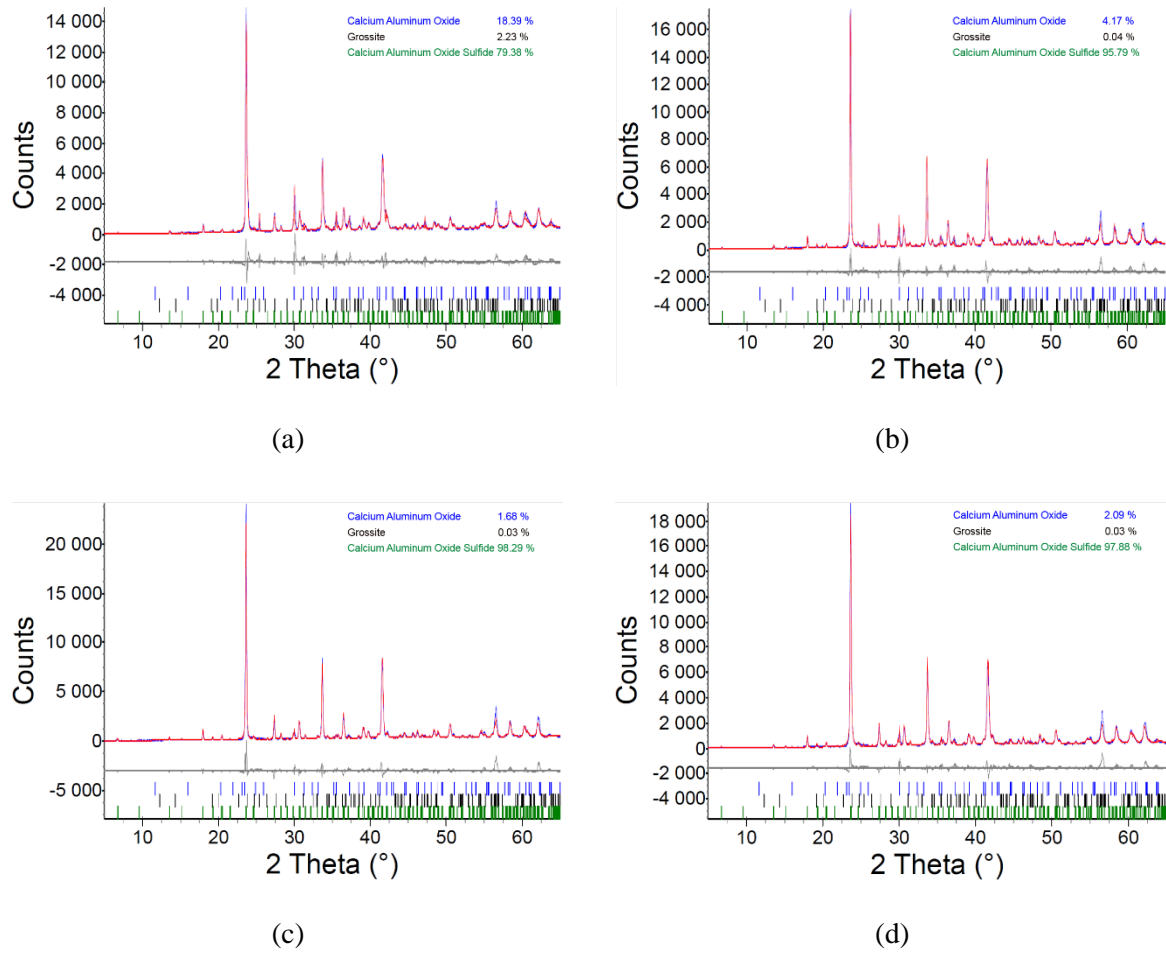 14 000
12 000
10 000
8 000
6 000
4 000
2 000
0
-2 000
-4 000
Counts
Calcium Aluminum Oxide 18.39 %
Grossite 2.23 %
Calcium Aluminum Oxide Sulfide 79.38 %
10 20 30 40 50 60
2 Theta (°)
(a)
16 000
14 000
12 000
10 000
8 000
6 000
4 000
2 000
0
-2 000
-4 000
Counts
Calcium Aluminum Oxide 4.17 %
Grossite 0.04 %
Calcium Aluminum Oxide Sulfide 95.79 %
10 20 30 40 50 60
2 Theta (°)
(b)
20 000
15 000
10 000
5 000
0
-5 000
Counts
Calcium Aluminum Oxide 1.68 %
Grossite 0.03 %
Calcium Aluminum Oxide Sulfide 98.29 %
10 20 30 40 50 60
2 Theta (°)
(c)
18 000
16 000
14 000
12 000
10 000
8 000
6 000
4 000
2 000
0
-2 000
-4 000
Counts
Calcium Aluminum Oxide 2.09 %
Grossite 0.03 %
Calcium Aluminum Oxide Sulfide 97.88 %
10 20 30 40 50 60
2 Theta (°)
(d)